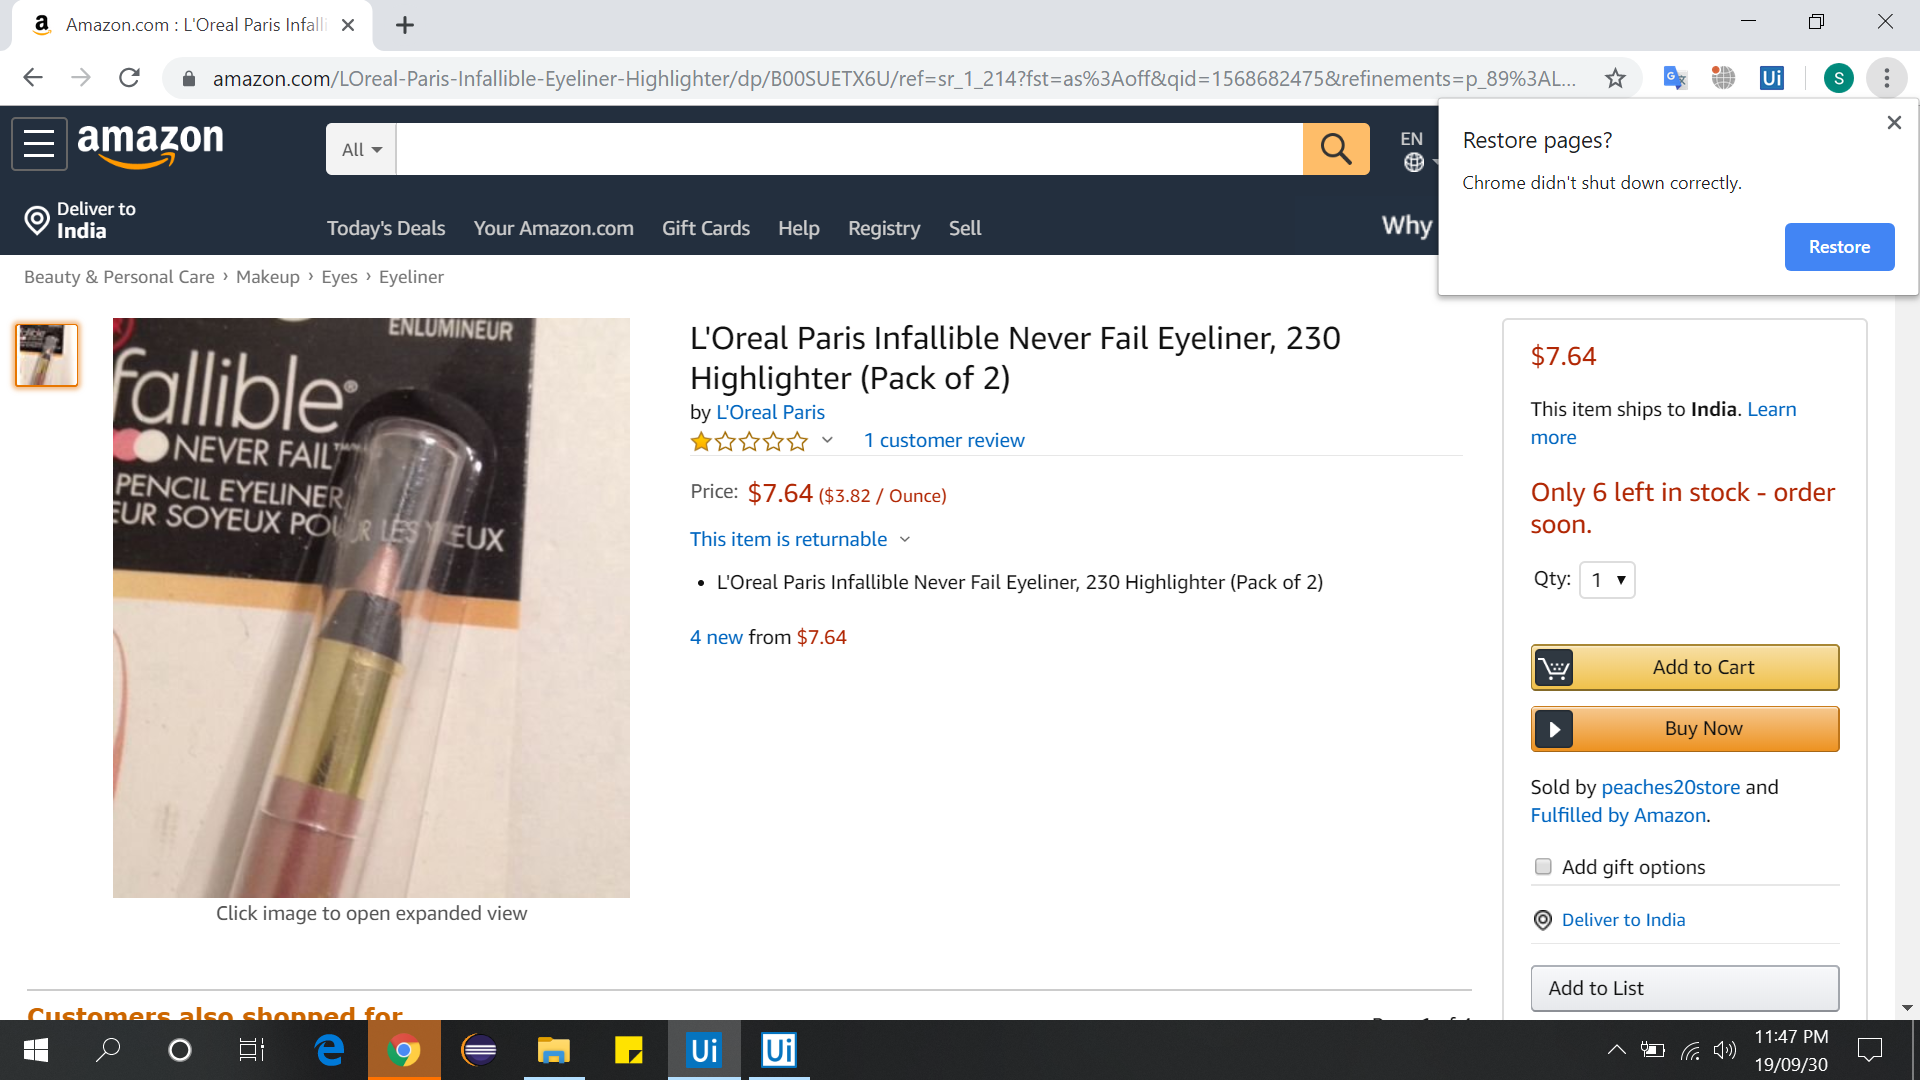 Amazon.com : L'Oreal Paris Infalli
amazon.com/LOreal-Paris-Infallible-Eyeliner-Highlighter/dp/B00SUETX6U/ref=sr_1_214?fst=as%3Aoff&qid=1568682475&refinements=p_89%3AL...
Ui
S
Restore pages?
Chrome didn't shut down correctly.
Restore
amazon
All
EN
Deliver to
India
Today's Deals
Your Amazon.com
Gift Cards
Help
Registry
Sell
Why
Beauty & Personal Care › Makeup › Eyes › Eyeliner
ENLUMINEUR
fallible®
NEVER FAIL™
PENCIL EYELINER
EUR SOYEUX POUR LES YEUX
Click image to open expanded view
L'Oreal Paris Infallible Never Fail Eyeliner, 230
Highlighter (Pack of 2)
by L'Oreal Paris
1 customer review
Price: $7.64 ($3.82 / Ounce)
This item is returnable
• L'Oreal Paris Infallible Never Fail Eyeliner, 230 Highlighter (Pack of 2)
4 new from $7.64
$7.64
This item ships to India. Learn
more
Only 6 left in stock - order
soon.
Qty: 1
Add to Cart
Buy Now
Sold by peaches20store and
Fulfilled by Amazon.
Add gift options
Deliver to India
Add to List
Customers also shopped for
Ui
Ui
11:47 PM
19/09/30